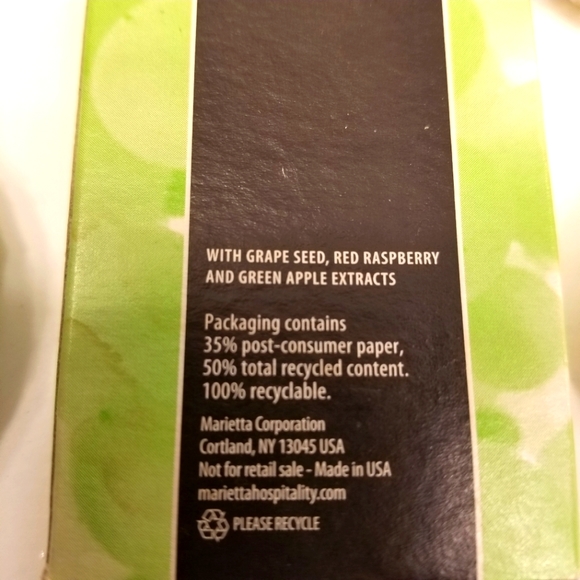 WITH GRAPE SEED, RED RASPBERRY
AND GREEN APPLE EXTRACTS
Packaging contains
35% post-consumer paper,
50% total recycled content.
100% recyclable.
Marietta Corporation
Cortland, NY 13045 USA
Not for retail sale - Made in USA
mariettahospitality.com
PLEASE RECYCLE